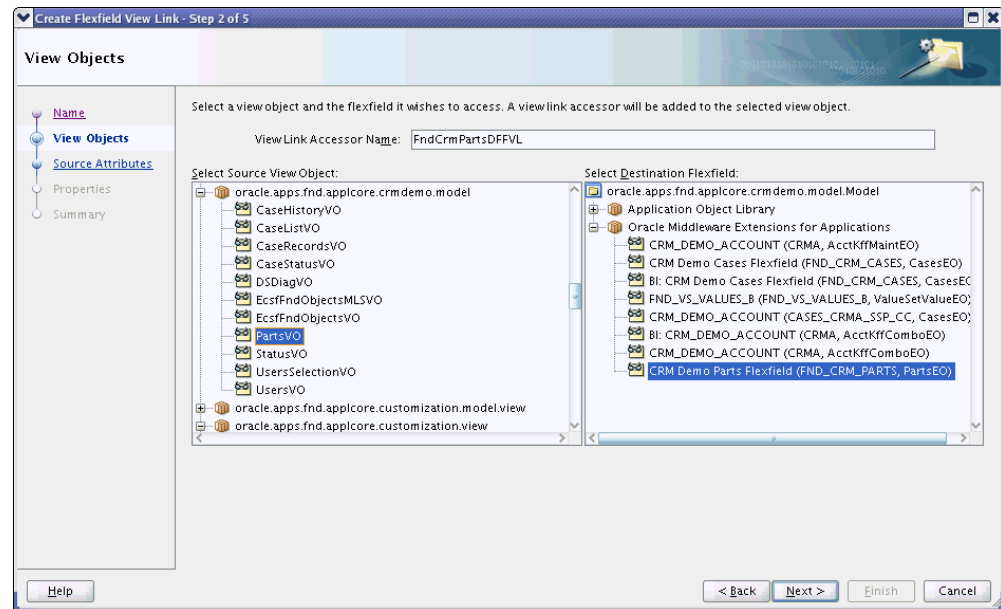 Create Flexfield View Link - Step 2 of 5
View Objects
Name
View Objects
Source Attributes
Properties
Summary
Select a view object and the flexfield it wishes to access. A view link accessor will be added to the selected view object.
View Link Accessor Name: FndCrmPartsDFFVL
Select Source View Object:
oracle.apps.fnd.applcore.crmdemo.model
CaseHistoryVO
CaseListVO
CaseRecordsVO
CaseStatusVO
DSDiagVO
EcsfFndObjectsMLSVO
EcsfFndObjectsVO
PartsVO
StatusVO
UsersSelectionVO
UsersVO
oracle.apps.fnd.applcore.customization.model.view
oracle.apps.fnd.applcore.customization.view
Select Destination Flexfield:
oracle.apps.fnd.applcore.crmdemo.model.Model
Application Object Library
Oracle Middleware Extensions for Applications
CRM_DEMO_ACCOUNT (CRMA, AcctKffMaintEO)
CRM Demo Cases Flexfield (FND_CRM_CASES, CasesEO)
BI: CRM Demo Cases Flexfield (FND_CRM_CASES, CasesEC
FND_VS_VALUES_B (FND_VS_VALUES_B, ValueSetValueEO)
CRM_DEMO_ACCOUNT (CASES_CRMA_SSP_CC, CasesEO)
BI: CRM_DEMO_ACCOUNT (CRMA, AcctKffComboEO)
CRM_DEMO_ACCOUNT (CRMA, AcctKffComboEO)
CRM Demo Parts Flexfield (FND_CRM_PARTS, PartsEO)
Help
< Back
Next >
Finish
Cancel